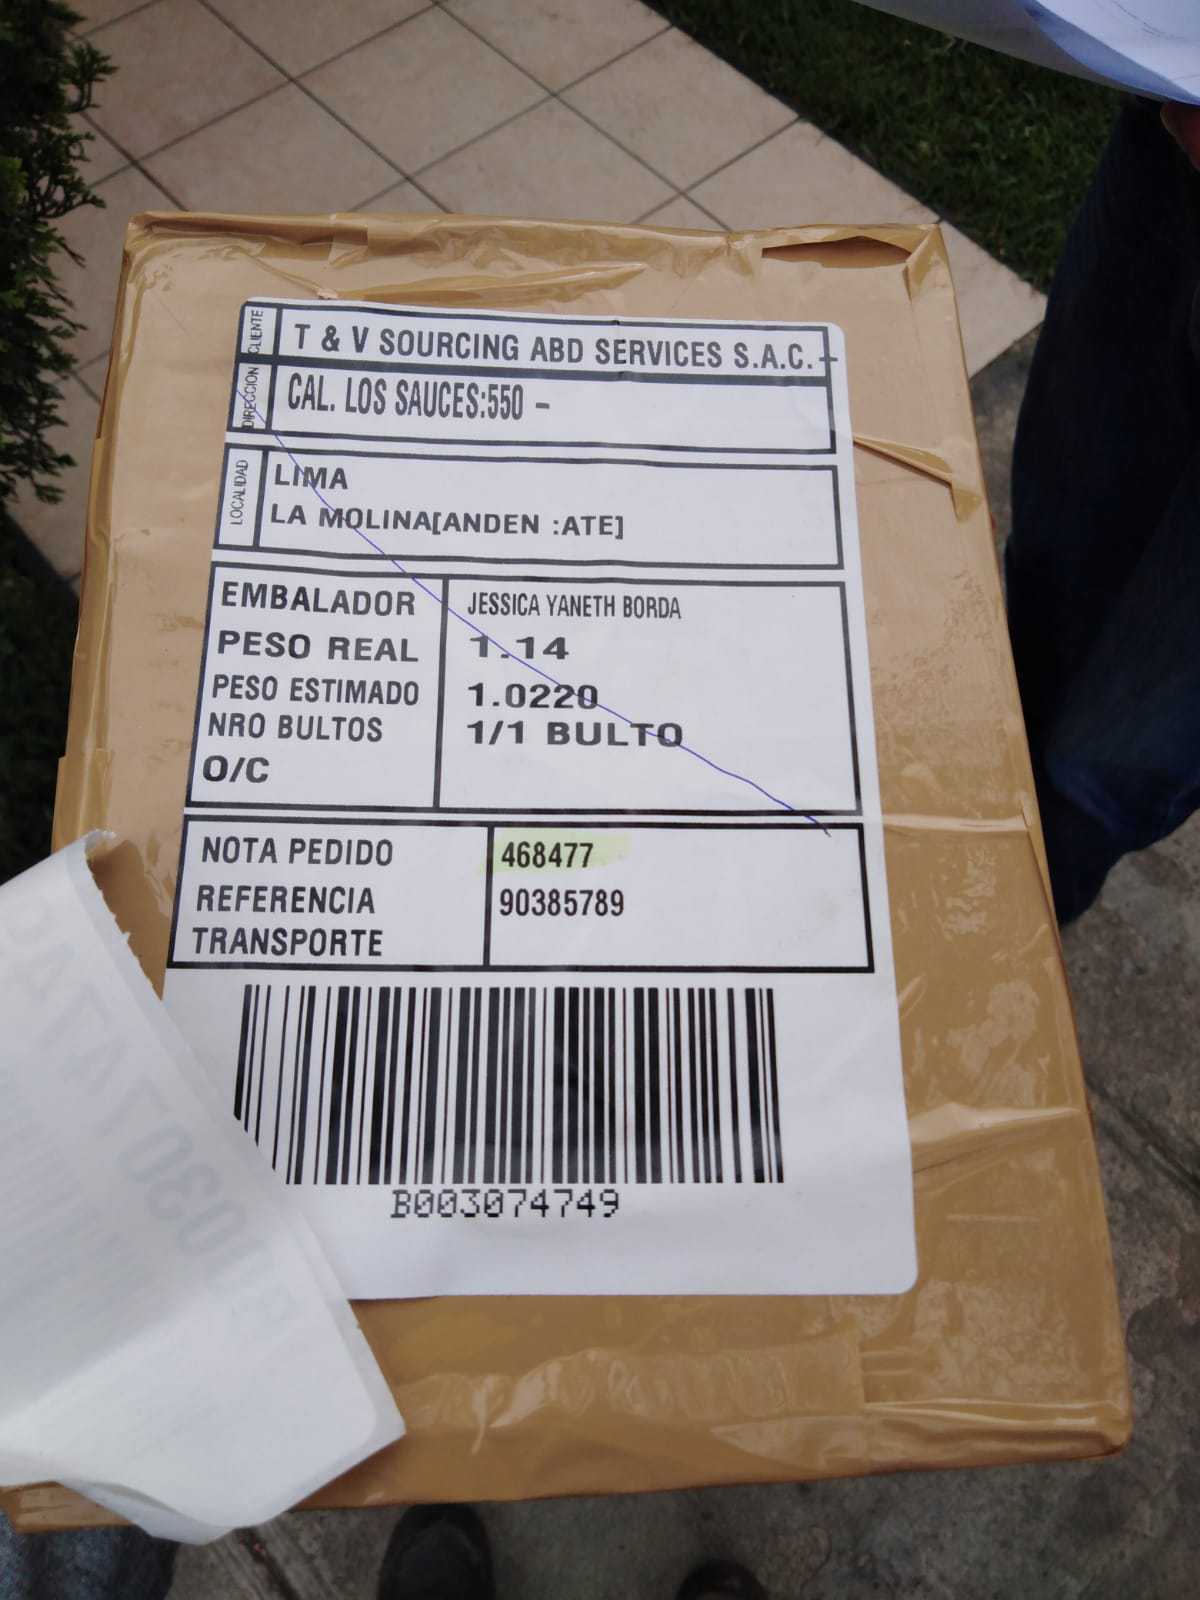 CLIENTE T & V SOURCING ABD SERVICES S.A.C.
DIRECCION CAL. LOS SAUCES:550 -
LOCALIDAD LIMA
LA MOLINA[ANDEN :ATE]
EMBALADOR JESSICA YANETH BORDA
PESO REAL 1.14
PESO ESTIMADO 1.0220
NRO BULTOS 1/1 BULTO
O/C
NOTA PEDIDO 468477
REFERENCIA 90385789
TRANSPORTE
B003074749